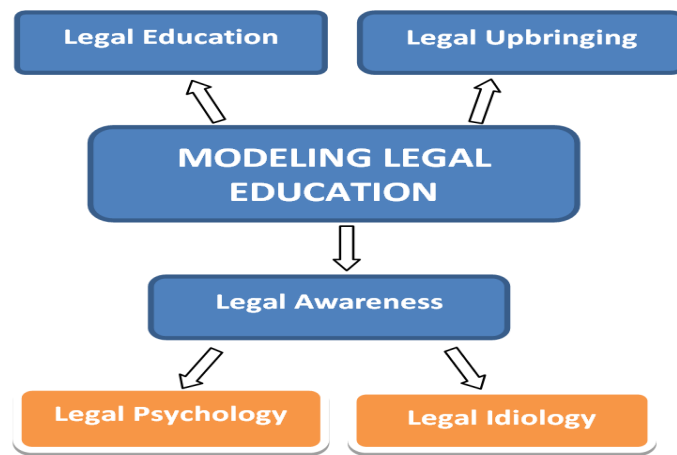 Legal Education
Legal Upbringing
MODELING LEGAL
EDUCATION
Legal Awareness
Legal Psychology
Legal Idiology